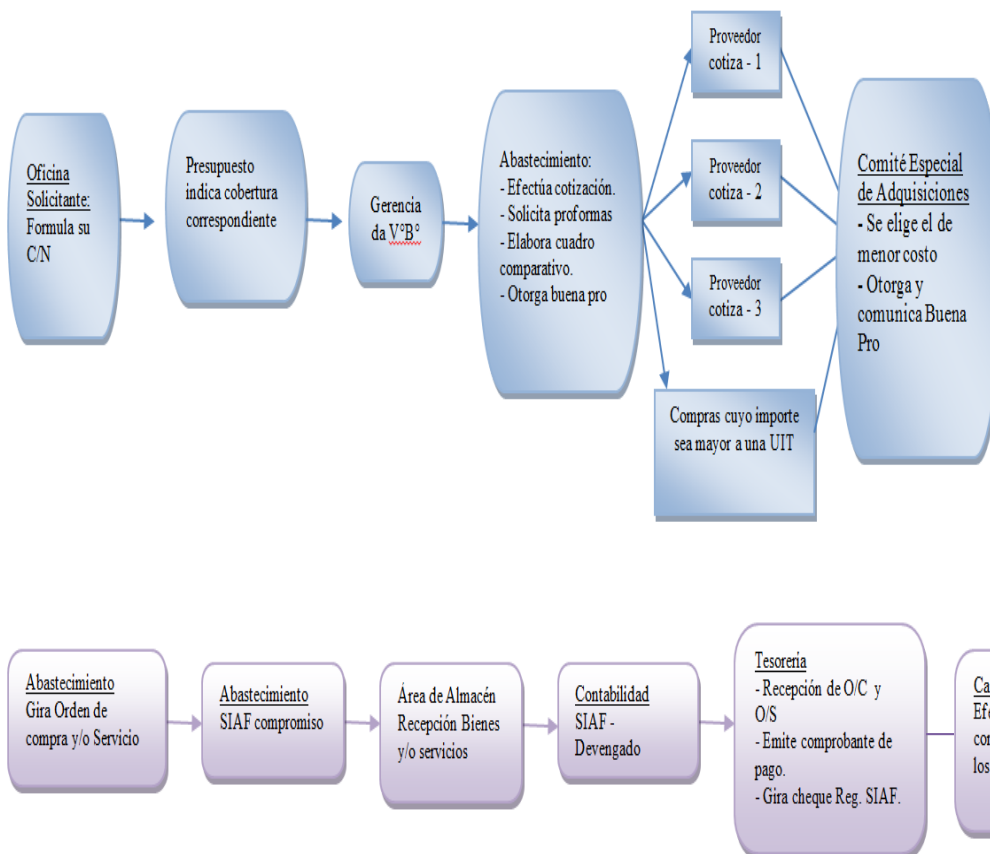 Oficina
Solicitante:
Formula su
C/N
Presupuesto
indica cobertura
correspondiente
Gerencia
da V°B°
Abastecimiento:
- Efectúa cotización.
- Solicita proformas
- Elabora cuadro
comparativo.
- Otorga buena pro
Proveedor
cotiza - 1
Proveedor
cotiza - 2
Proveedor
cotiza - 3
Compras cuyo importe
sea mayor a una UIT
Comité Especial
de Adquisiciones
- Se elige el de
menor costo
- Otorga y
comunica Buena
Pro
Abastecimiento
Gira Orden de
compra y/o Servicio
Abastecimiento
SIAF compromiso
Área de Almacén
Recepción Bienes
y/o servicios
Contabilidad
SIAF -
Devengado
Tesorería
- Recepción de O/C y
O/S
- Emite comprobante de
pago.
- Gira cheque Reg. SIAF.
los